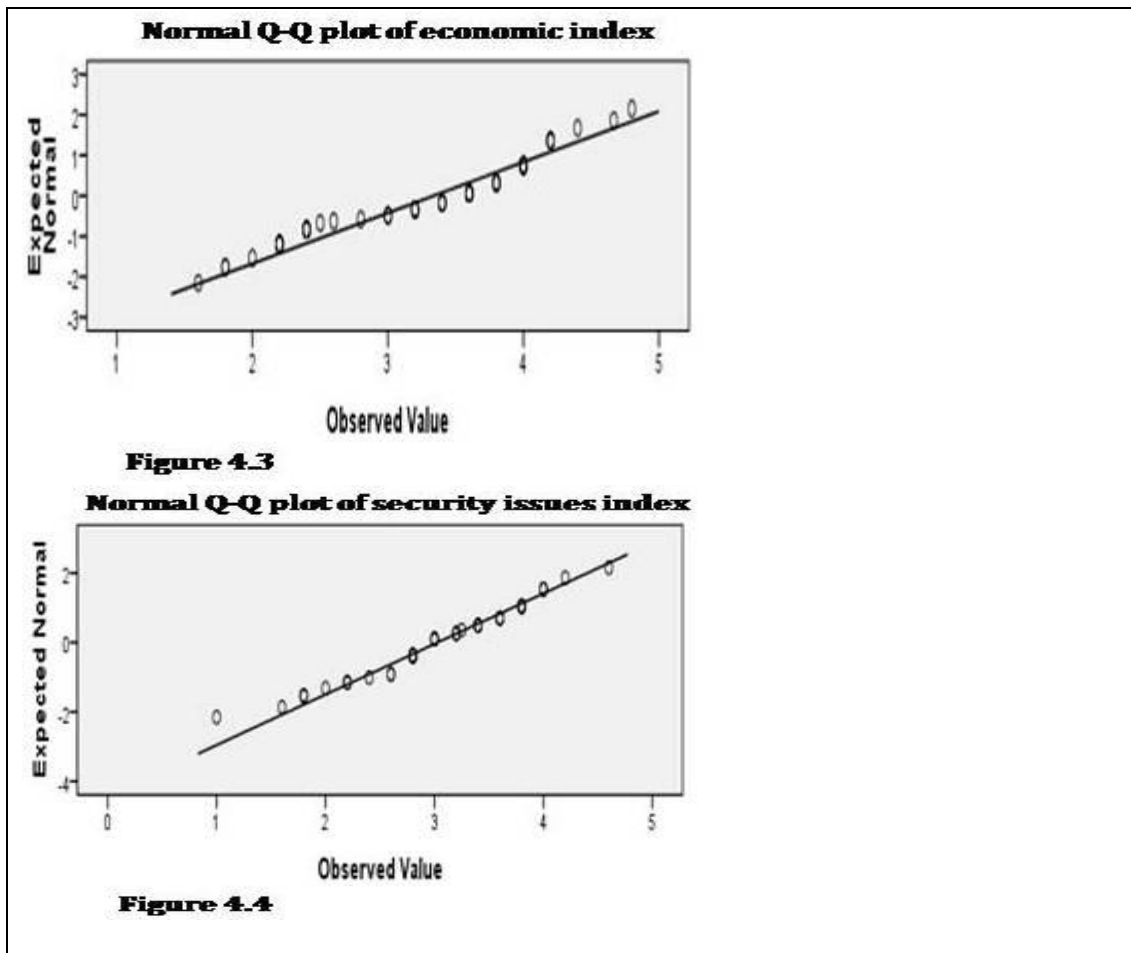 Normal Q-Q plot of economic index
Expected
Normal
3
2
1
0
-1
-2
-3
1 2 3 4 5
Observed Value
Figure 4.3
Normal Q-Q plot of security issues index
Expected Normal
2
0
-2
-4
0 1 2 3 4 5
Observed Value
Figure 4.4